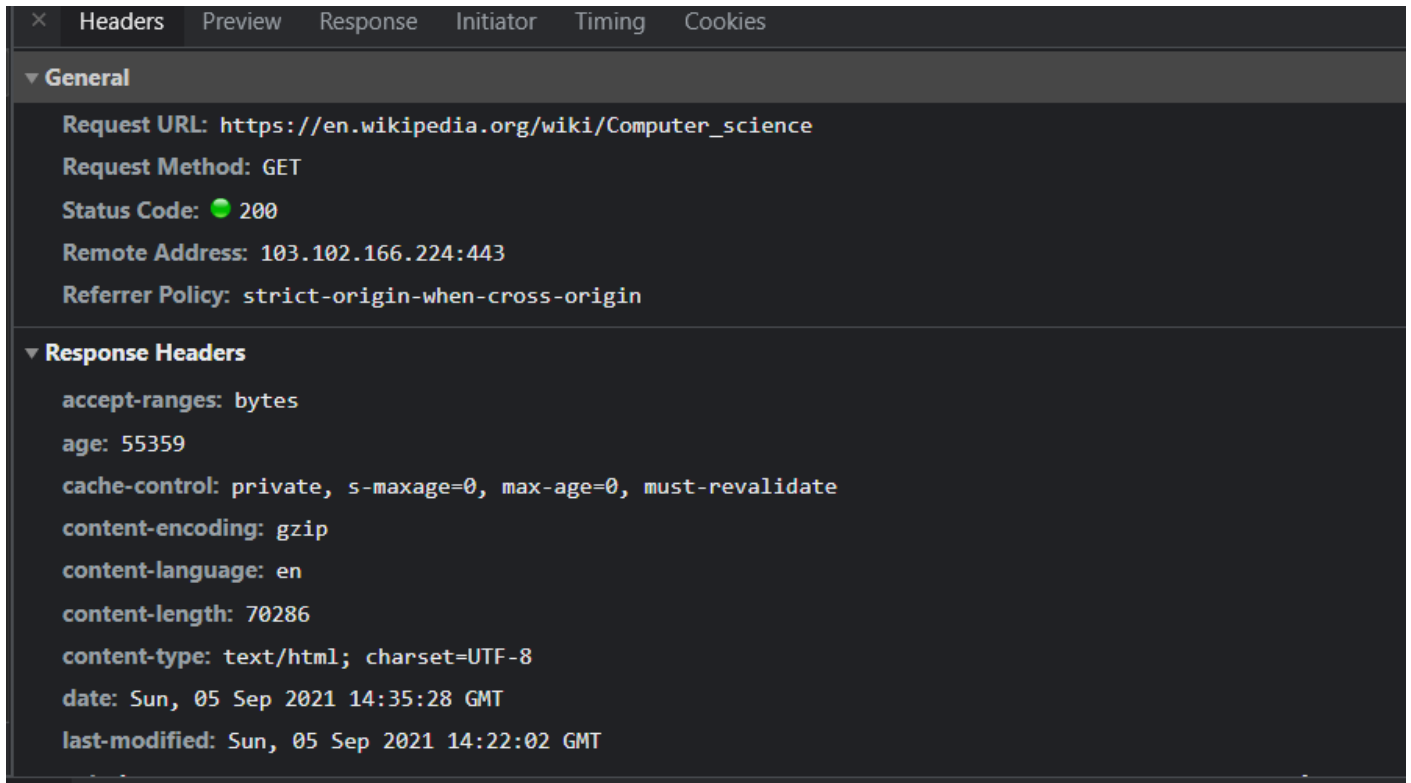 × Headers Preview Response Initiator Timing Cookies
General
Request URL: https://en.wikipedia.org/wiki/Computer_science
Request Method: GET
Status Code: 200
Remote Address: 103.102.166.224:443
Referrer Policy: strict-origin-when-cross-origin
Response Headers
accept-ranges: bytes
age: 55359
cache-control: private, s-maxage=0, max-age=0, must-revalidate
content-encoding: gzip
content-language: en
content-length: 70286
content-type: text/html; charset=UTF-8
date: Sun, 05 Sep 2021 14:35:28 GMT
last-modified: Sun, 05 Sep 2021 14:22:02 GMT